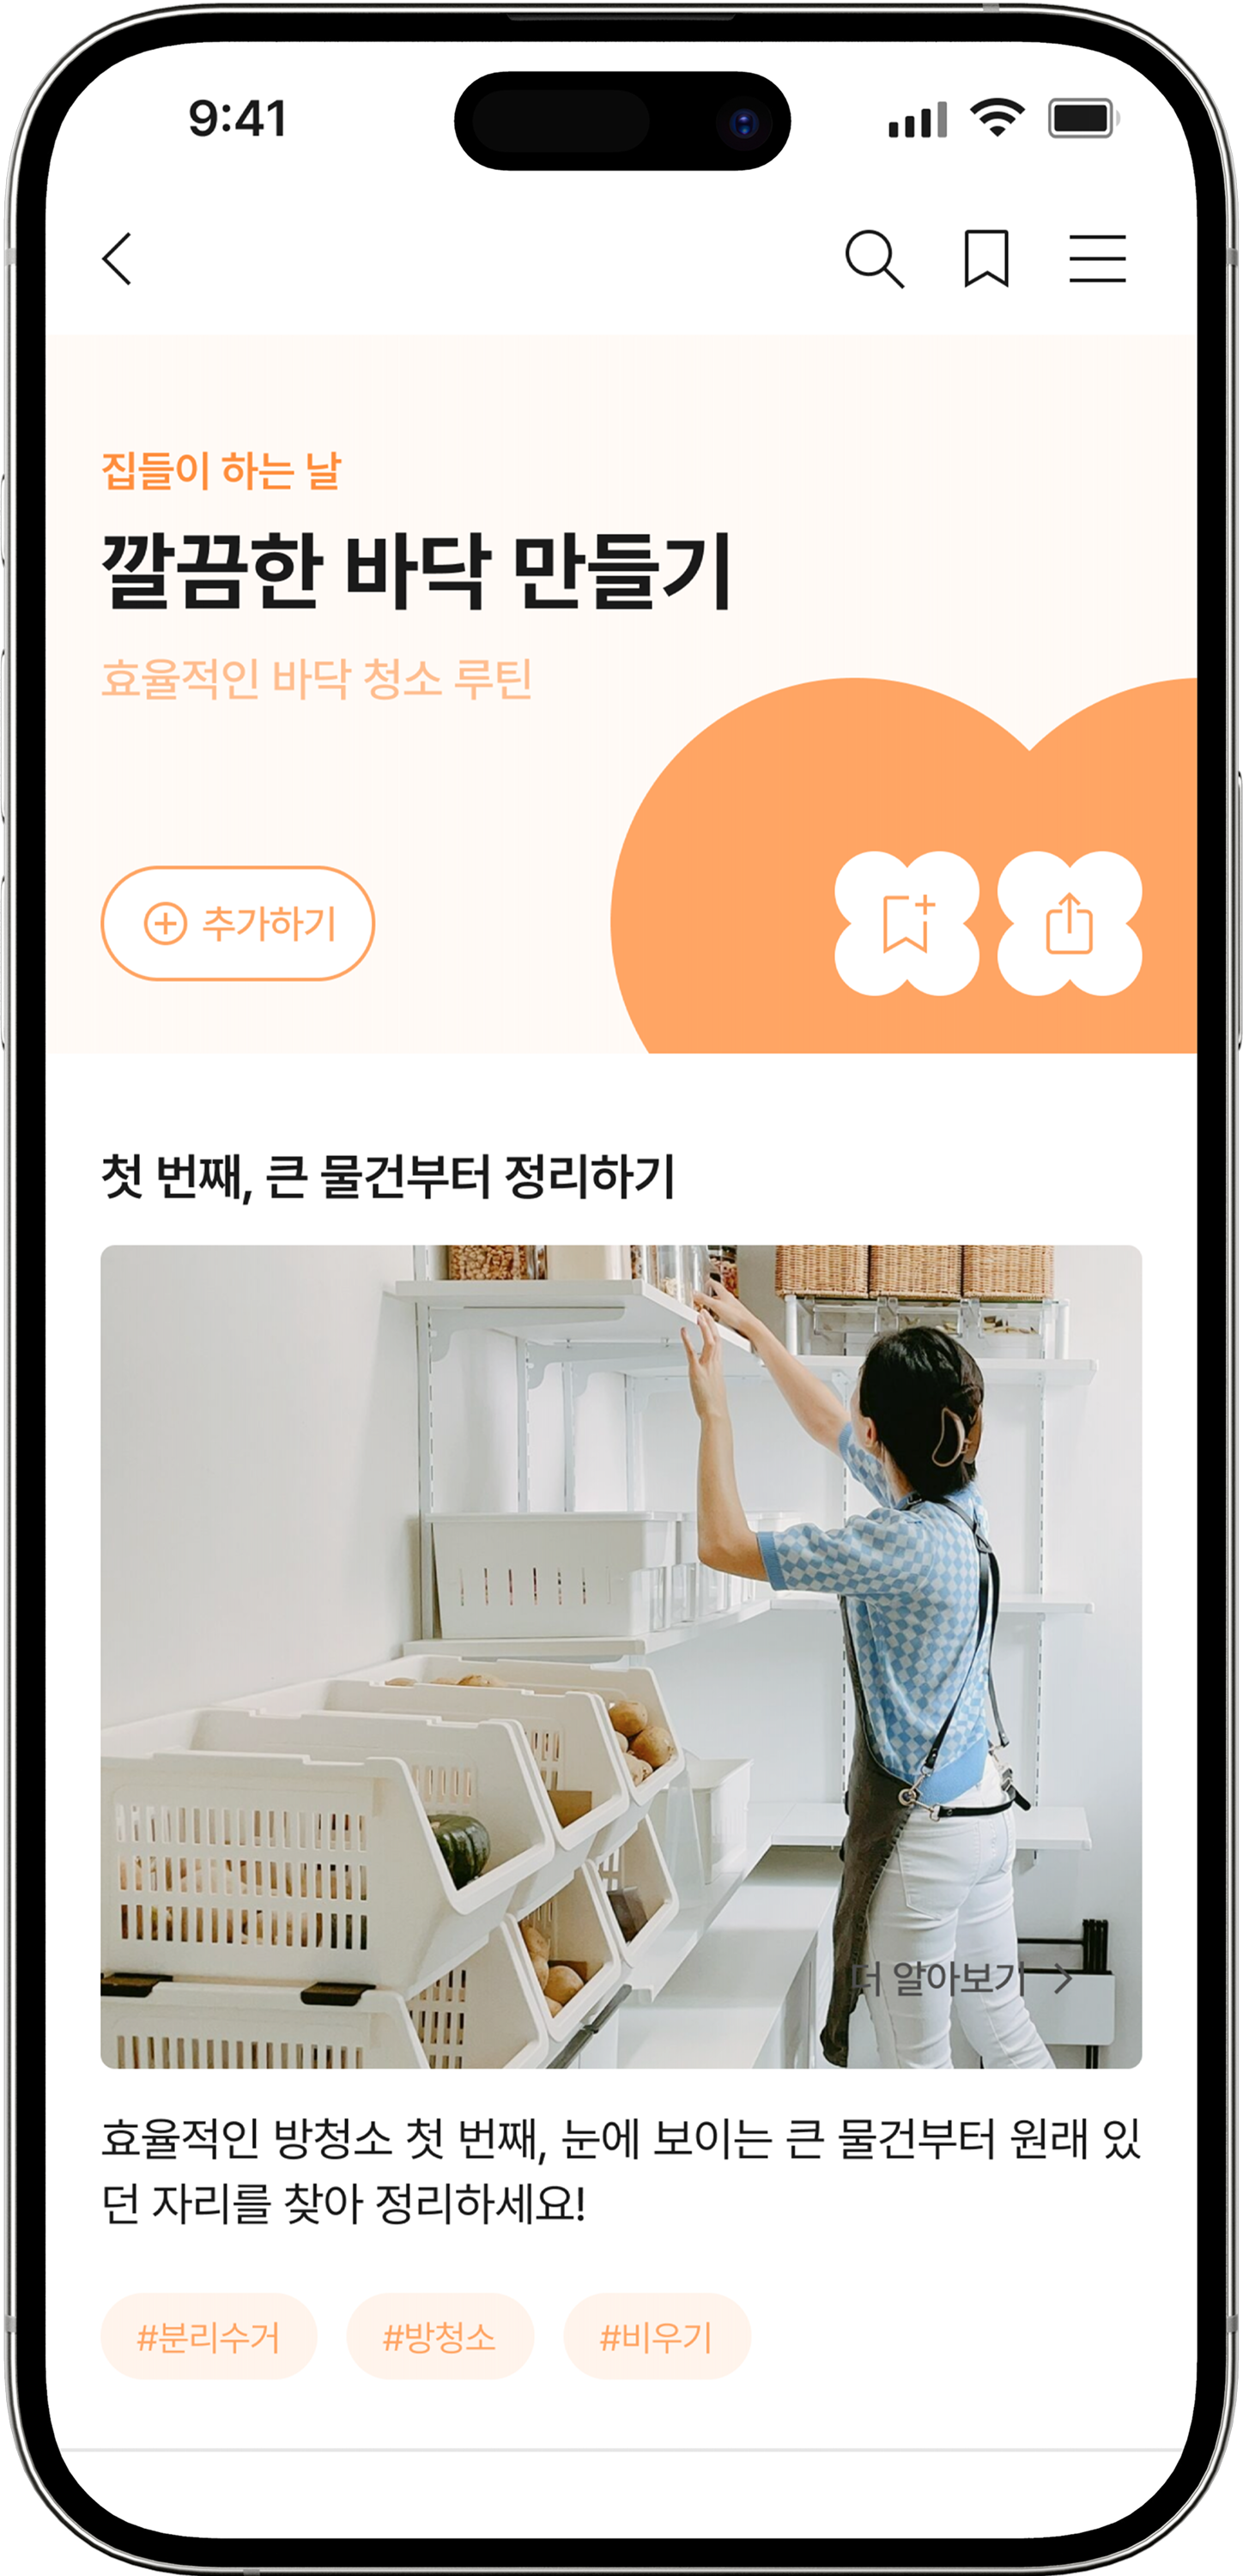 9:41
집들이 하는 날
깔끔한 바닥 만들기
효율적인 바닥 청소 루틴
추가하기
첫 번째, 큰 물건부터 정리하기
더 알아보기
효율적인 방청소 첫 번째, 눈에 보이는 큰 물건부터 원래 있
던 자리를 찾아 정리하세요!
#분리수거 #방청소 #비우기